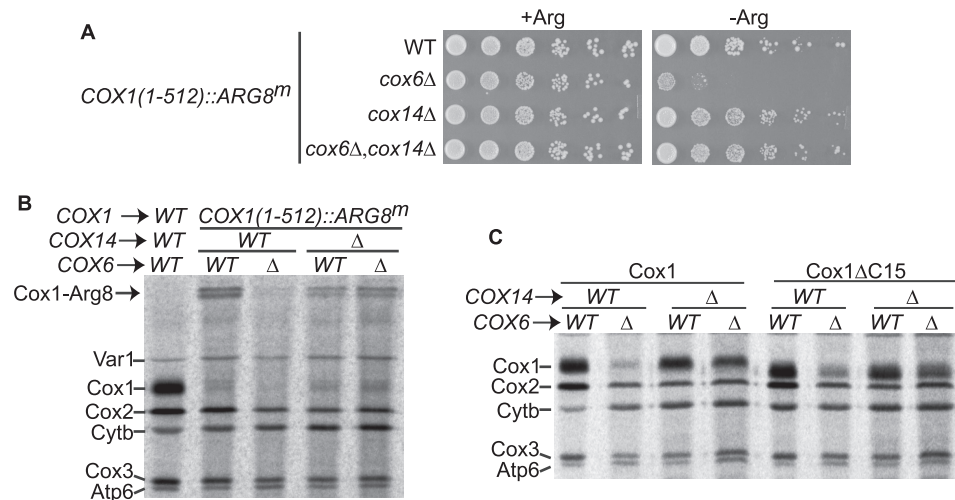 A
+Arg
-Arg
COX1(1-512)::ARG8m
WT
cox6Δ
cox14Δ
cox6Δ,cox14Δ
B
COX1 → WT COX1(1-512)::ARG8m
COX14 → WT WT Δ
COX6 → WT WT Δ WT Δ
Cox1-Arg8
Var1
Cox1
Cox2
Cytb
Cox3
Atp6
C
Cox1 Cox1ΔC15
COX14 → WT Δ WT Δ
COX6 → WT Δ WT Δ WT Δ WT Δ
Cox1
Cox2
Cytb
Cox3
Atp6